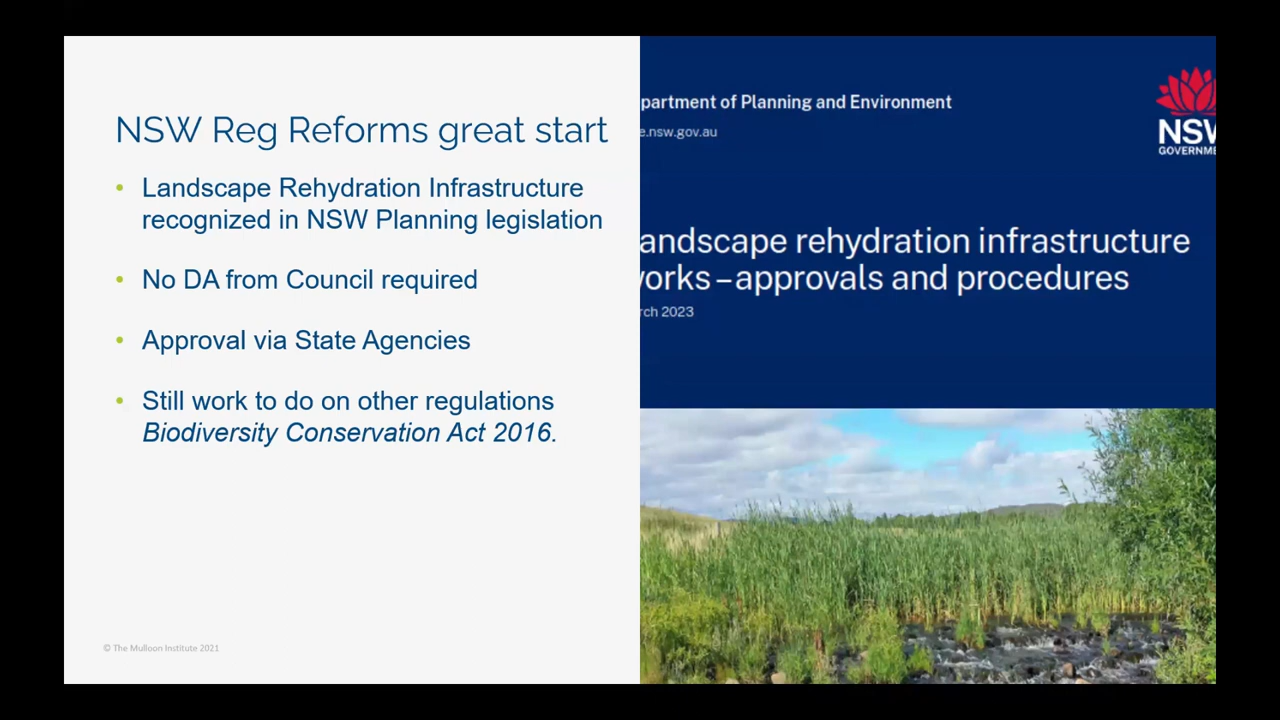 NSW Reg Reforms great start
• Landscape Rehydration Infrastructure
recognized in NSW Planning legislation
• No DA from Council required
• Approval via State Agencies
• Still work to do on other regulations
Biodiversity Conservation Act 2016.
© The Mulloon Institute 2021
partment of Planning and Environment
e.nsw.gov.au
NSW
GOVERNME
andscape rehydration infrastructure
orks – approvals and procedures
rch 2023